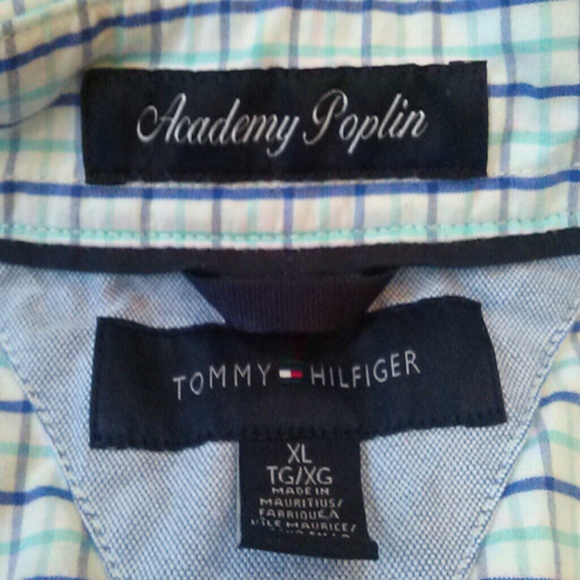 Academy Poplin
TOMMY HILFIGER
XL
TG/XG
MADE IN
MAURITIUS/
FABRIQUÉ À
L'ÎLE MAURICE/